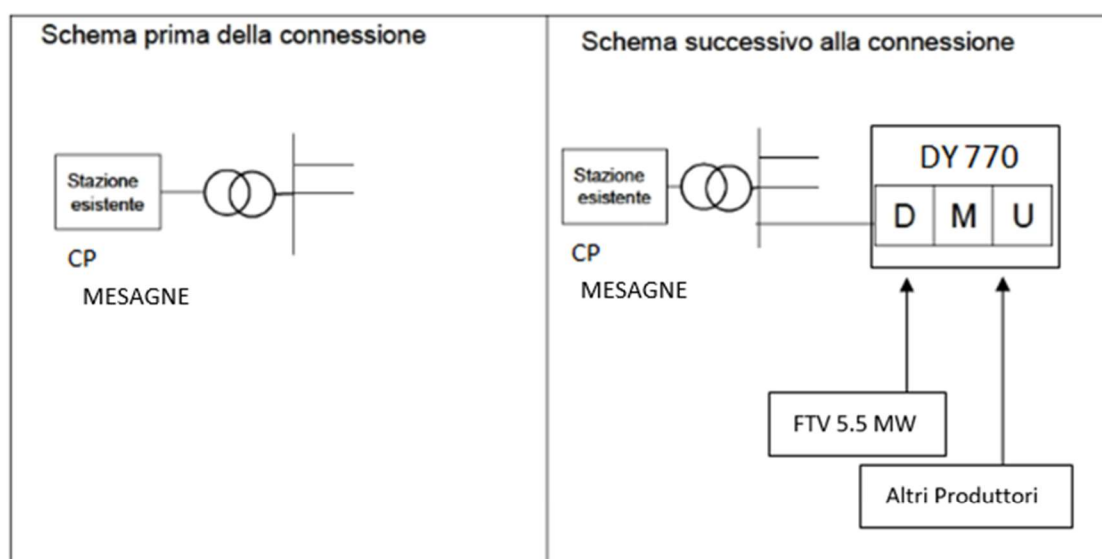 Schema prima della connessione
Stazione
esistente
CP
MESAGNE
Schema successivo alla connessione
Stazione
esistente
CP
MESAGNE
DY 770
D M U
FTV 5.5 MW
Altri Produttori